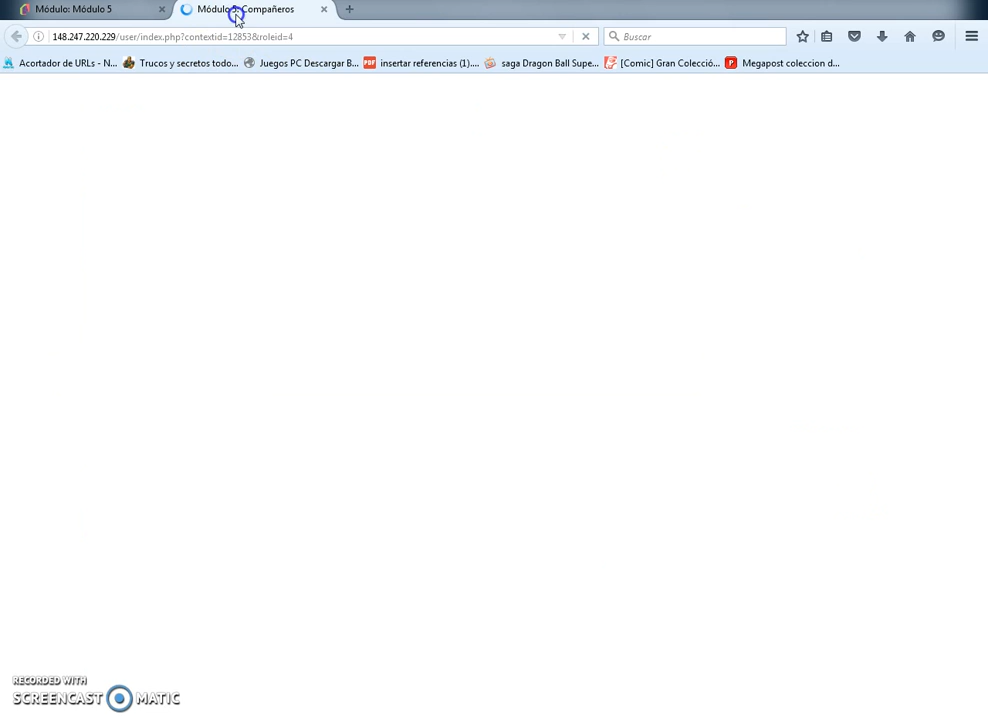 Módulo: Módulo 5
Módulo 5: Compañeros
148.247.220.229/user/index.php?contextid=12853&roleid=4
Buscar
Acortador de URLs - N...
Trucos y secretos todo...
Juegos PC Descargar B...
PDF
insertar referencias (1)....
saga Dragon Ball Supe...
[Comic] Gran Colecció...
P
Megapost coleccion d...
RECORDED WITH
SCREENCAST MATIC